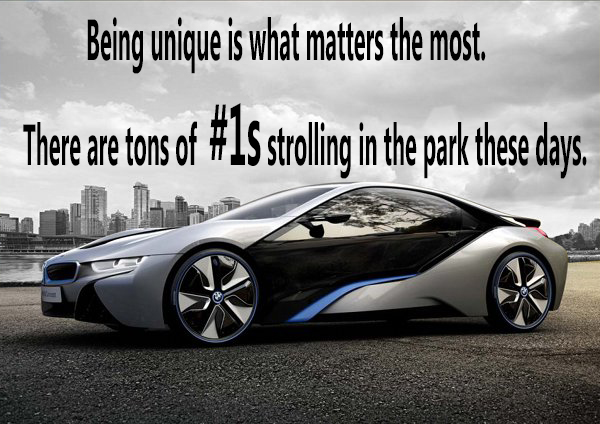 Being unique is what matters the most.
There are tons of #1s strolling in the park these days.